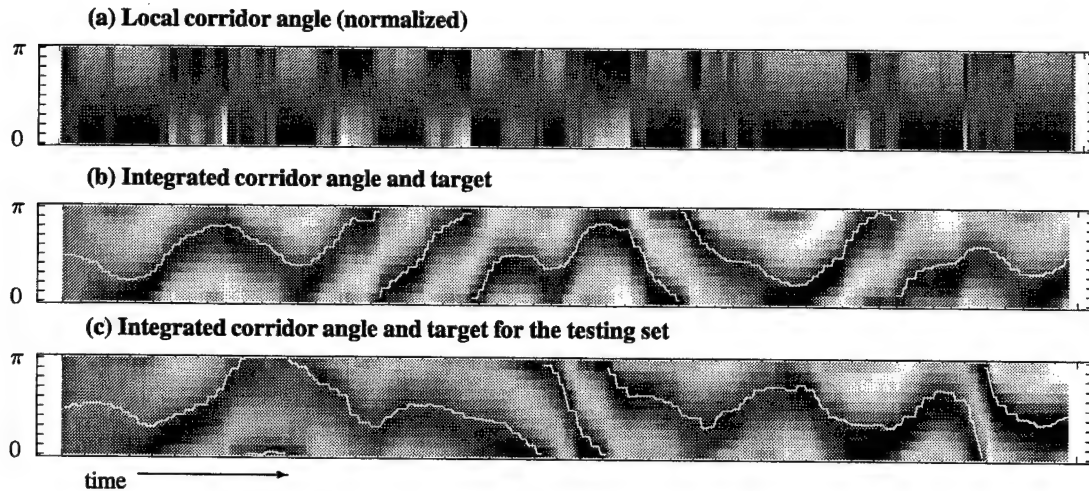 (a) Local corridor angle (normalized)
π
0
(b) Integrated corridor angle and target
π
0
(c) Integrated corridor angle and target for the testing set
π
0
time